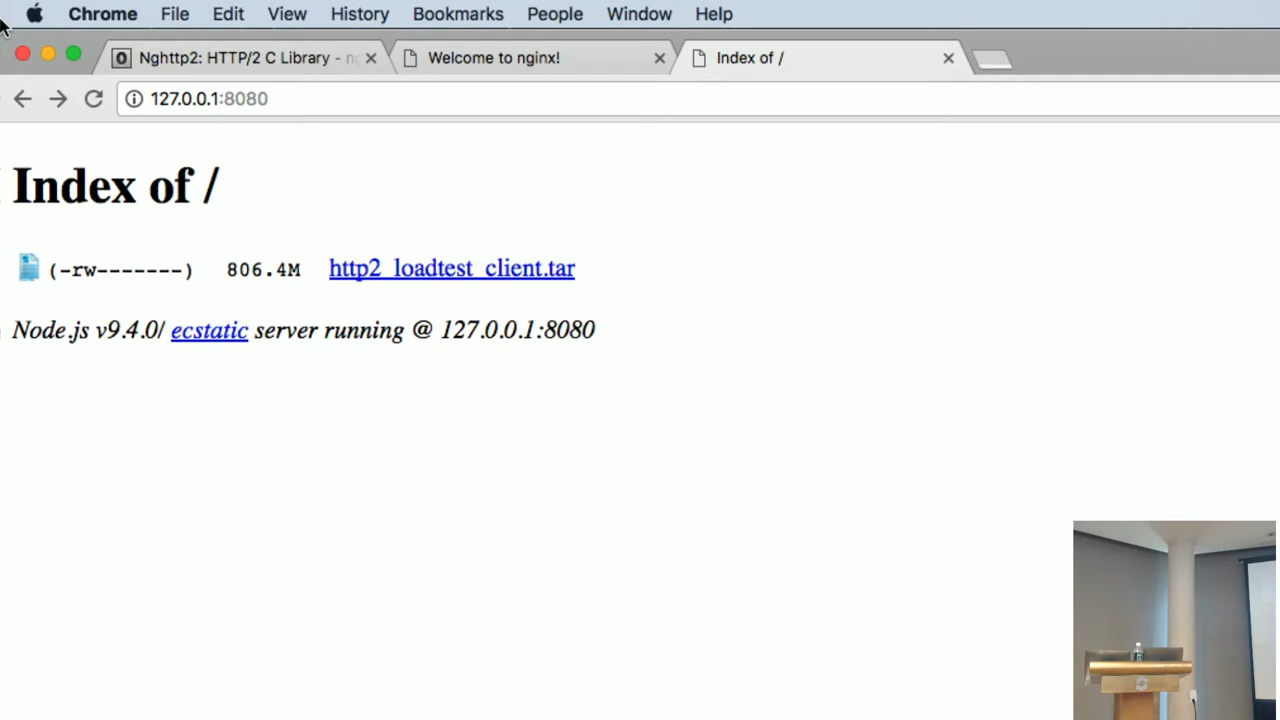 Chrome File Edit View History Bookmarks People Window Help
Nghttp2: HTTP/2 C Library - Welcome to nginx! Index of /
127.0.0.1:8080
Index of /
(-rw-------) 806.4M http2_loadtest_client.tar
Node.js v9.4.0/ ecstatic server running @ 127.0.0.1:8080